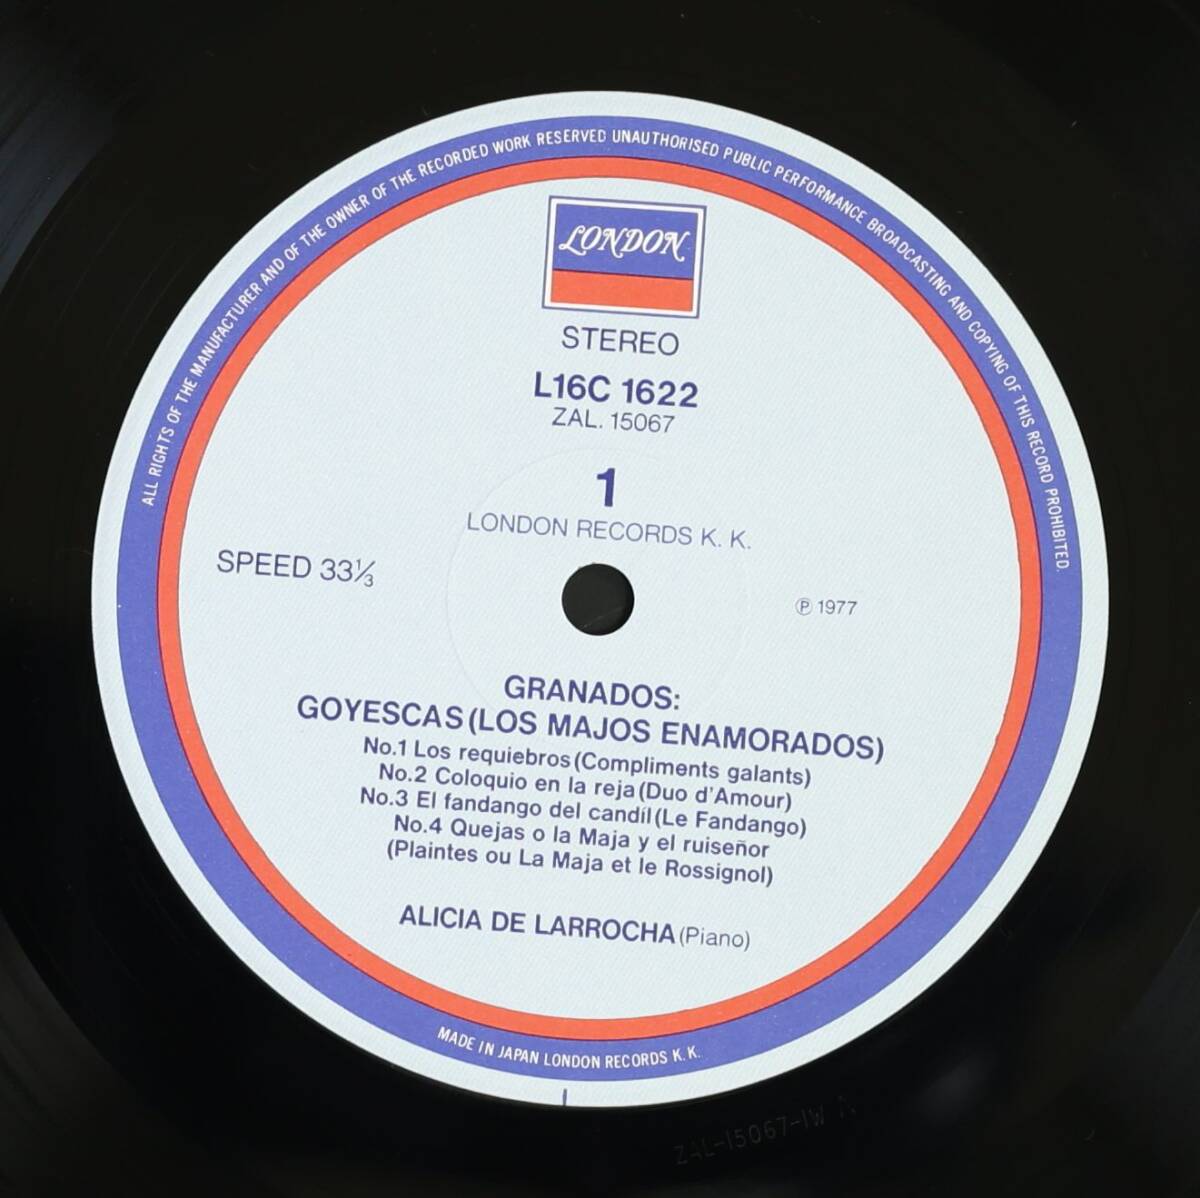 ALL RIGHTS OF THE MANUFACTURER AND OF THE OWNER OF THE RECORDED WORK RESERVED UNAUTHORISED PUBLIC PERFORMANCE BROADCASTING AND COPYING OF THIS RECORD PROHIBITED.
LONDON
STEREO
L16C 1622
ZAL. 15067
1
LONDON RECORDS K. K.
SPEED 33⅓
Ⓟ 1977
GRANADOS:
GOYESCAS (LOS MAJOS ENAMORADOS)
No.1 Los requiebros (Compliments galants)
No.2 Coloquio en la reja (Duo d'Amour)
No.3 El fandango del candíl (Le Fandango)
No.4 Quejas o la Maja y el ruiseñor
(Plaintes ou La Maja et le Rossignol)
ALICIA DE LARROCHA (Piano)
MADE IN JAPAN LONDON RECORDS K. K.
ZAL-15067-1W